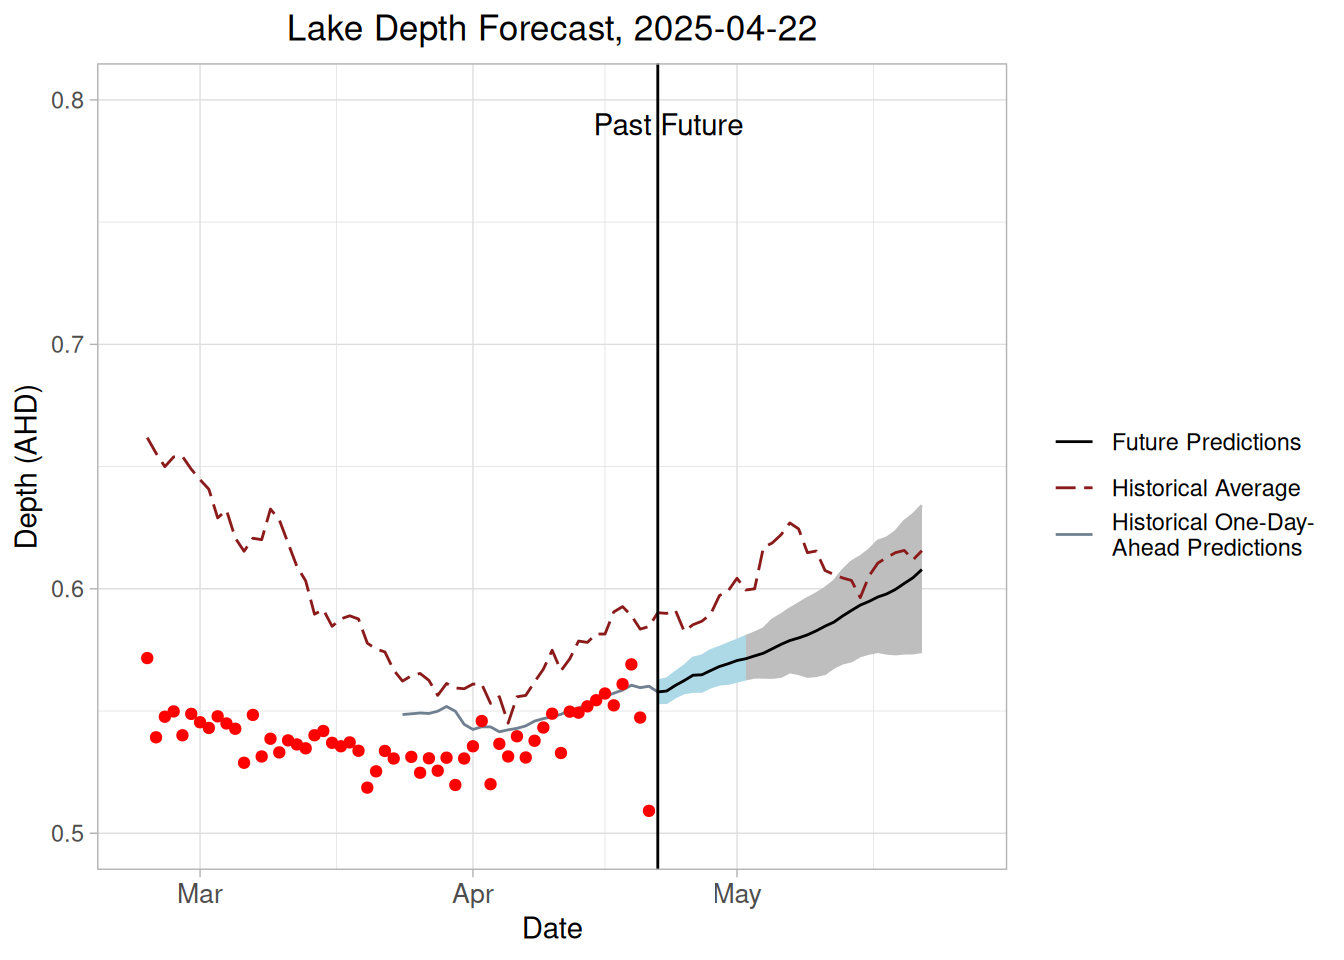 Lake Depth Forecast, 2025-04-22
Past Future
0.8
0.7
0.6
0.5
Depth (AHD)
Mar Apr May
Date
Future Predictions
Historical Average
Historical One-Day-
Ahead Predictions